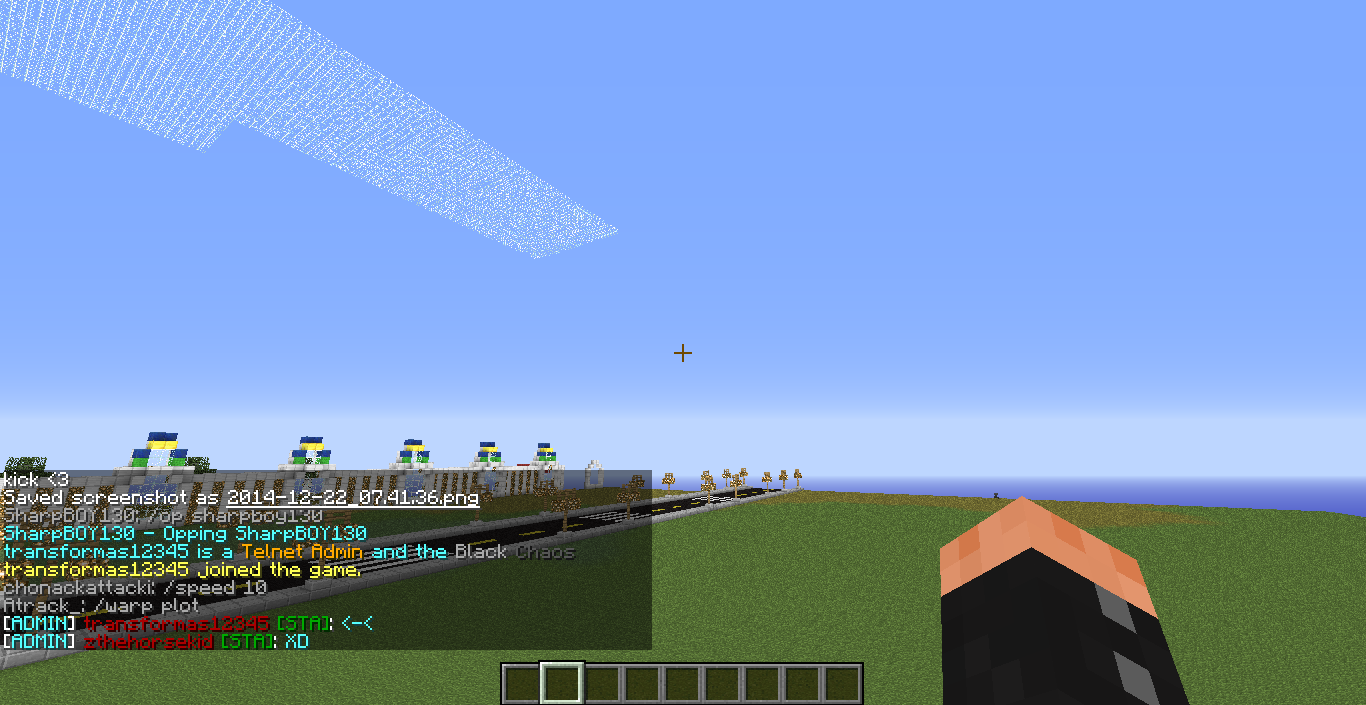 kick <3
Saved screenshot as 2014-12-22_07.41.36.png
SharpBOY130: /op sharpboy130
SharpBOY130 - Opping SharpBOY130
transformas12345 is a Telnet Admin and the Black Chaos
transformas12345 joined the game.
chonackattacki: /speed 10
Atrack_: /warp plot
[ADMIN] transformas12345 [STA]: <-<
[ADMIN] zthehorsekid [STA]: XD